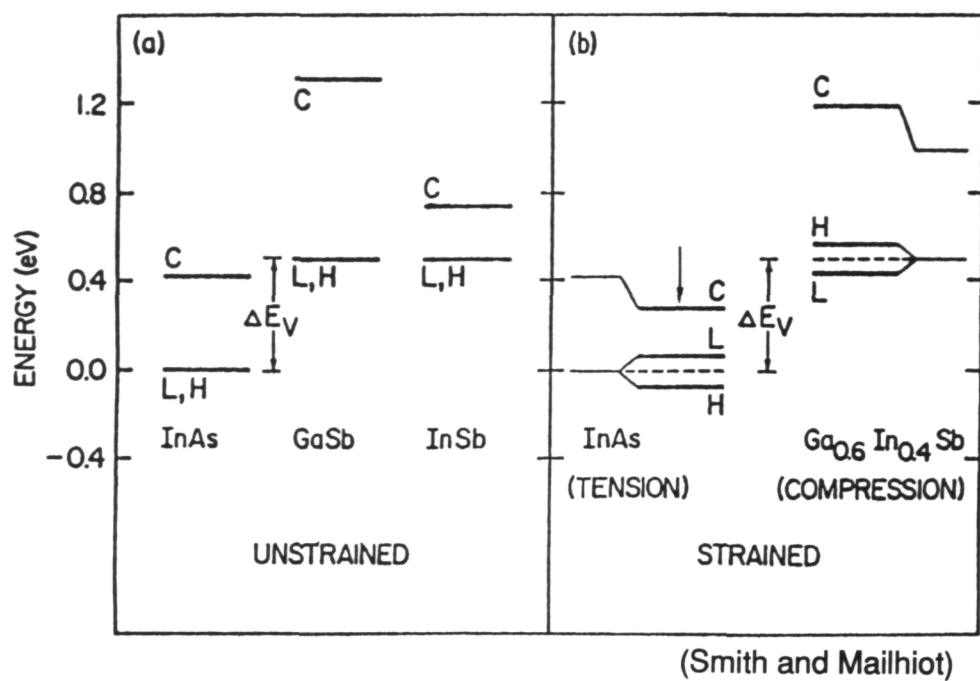 (a)
(b)
ENERGY (eV)
1.2
0.8
0.4
0.0
−0.4
C
L, H
InAs
ΔE_V
C
L, H
GaSb
C
L, H
InSb
UNSTRAINED
C
L
H
InAs
(TENSION)
ΔE_V
C
H
L
Ga0.6 In0.4 Sb
(COMPRESSION)
STRAINED
(Smith and Mailhiot)